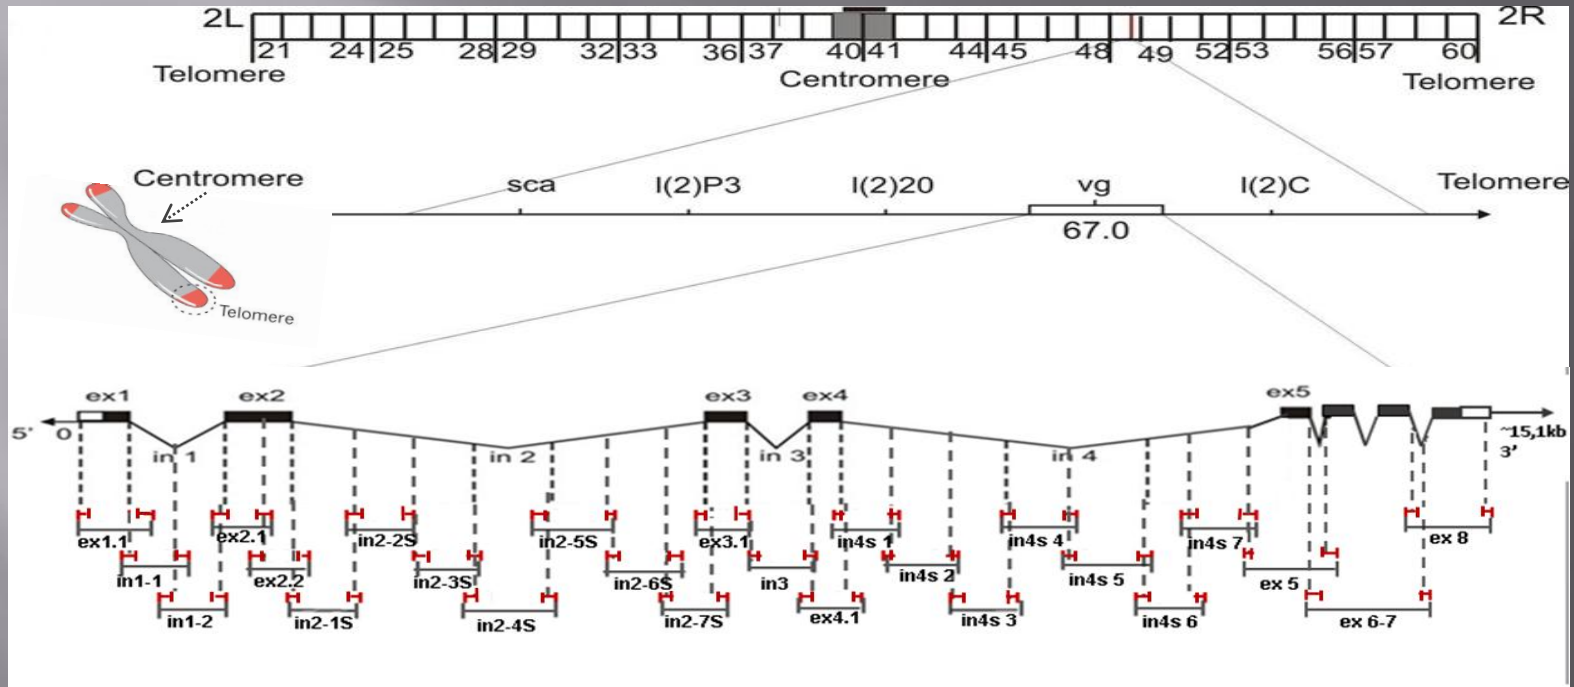 2L 2R
21 24 25 28 29 32 33 36 37 40 41 44 45 48 49 52 53 56 57 60
Telomere Centromere Telomere
Centromere
sca l(2)P3 l(2)20 vg l(2)C Telomere
67.0
Telomere
ex1 ex2 ex3 ex4 ex5
5' 0 in 1 in 2 in 3 in 4 ~15,1kb
3'
ex1.1 ex2.1 in2-2S in2-5S ex3.1 in4s 1 in4s 4 in4s 7 ex 8
in1-1 ex2.2 in2-3S in2-6S in3 in4s 2 in4s 5 ex 5
in1-2 in2-1S in2-4S in2-7S ex4.1 in4s 3 in4s 6 ex 6-7